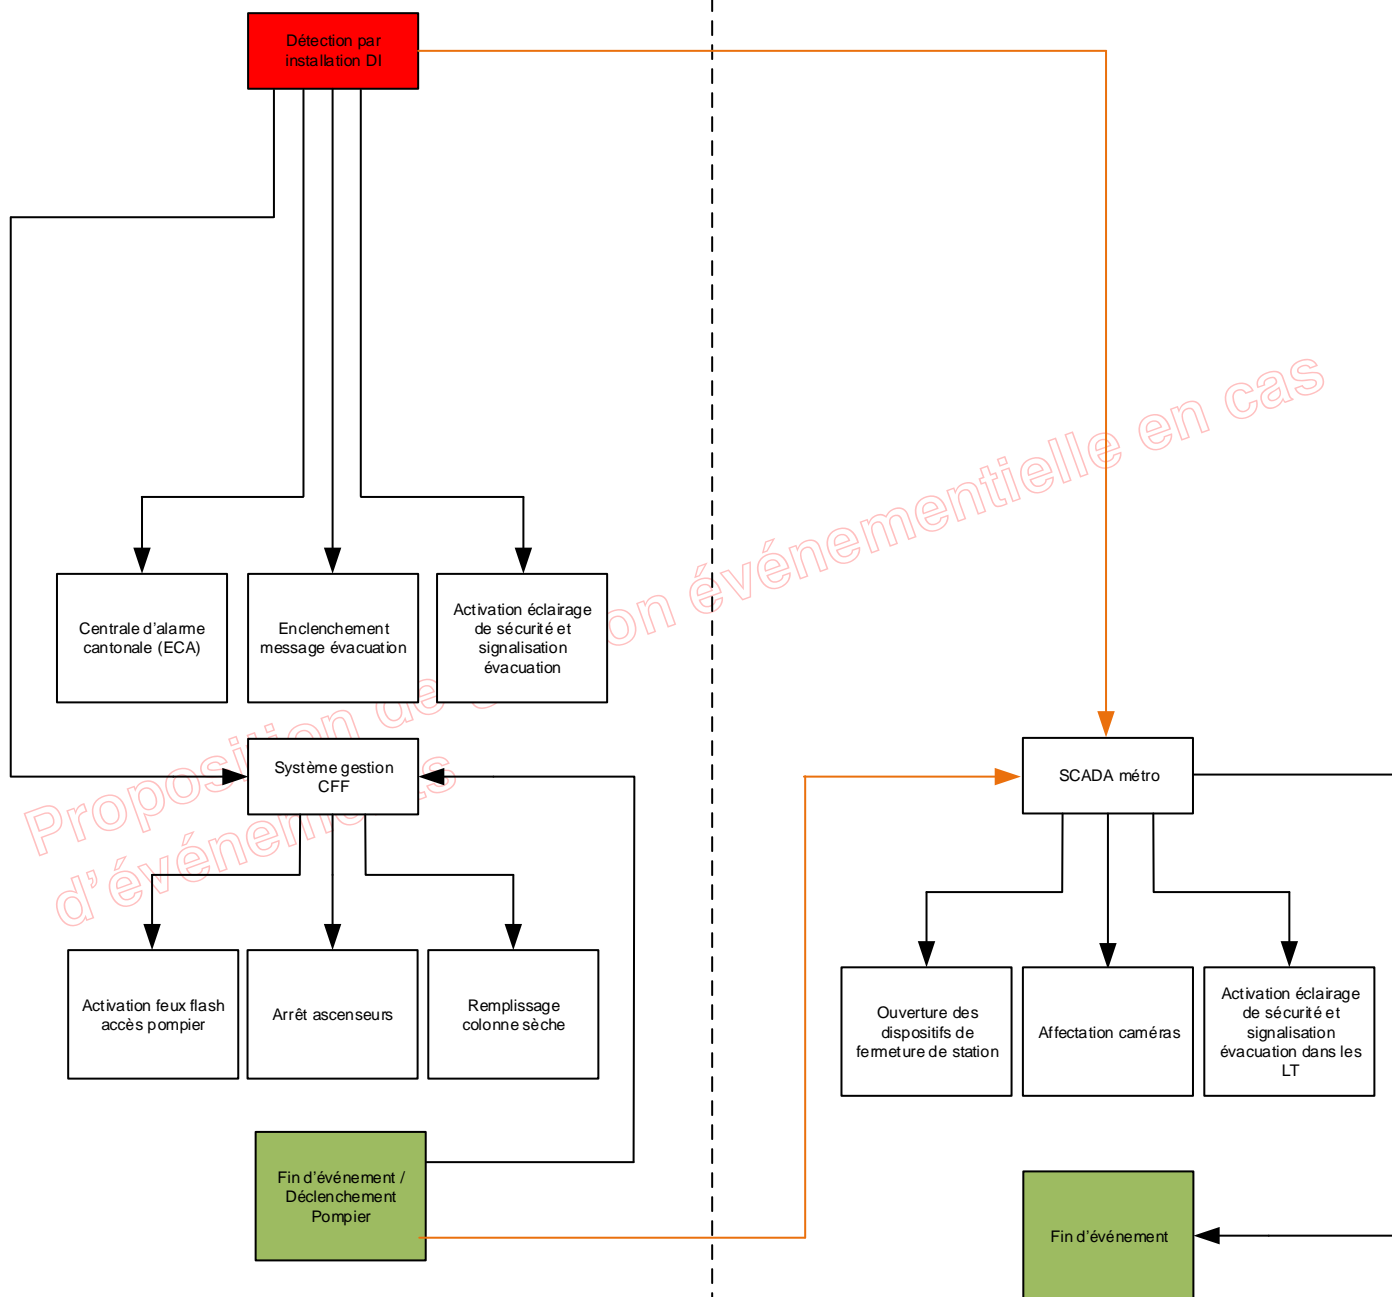 Détection par
installation DI
Centrale d'alarme
cantonale (ECA)
Enclenchement
message évacuation
Activation éclairage
de sécurité et
signalisation
évacuation
Proposition de on événementielle en cas
d'événements
Système gestion
CFF
SCADA métro
Activation feux flash
accès pompier
Arrêt ascenseurs
Remplissage
colonne sèche
Ouverture des
dispositifs de
fermeture de station
Affectation caméras
Activation éclairage
de sécurité et
signalisation
évacuation dans les
LT
Fin d'événement /
Déclenchement
Pompier
Fin d'événement